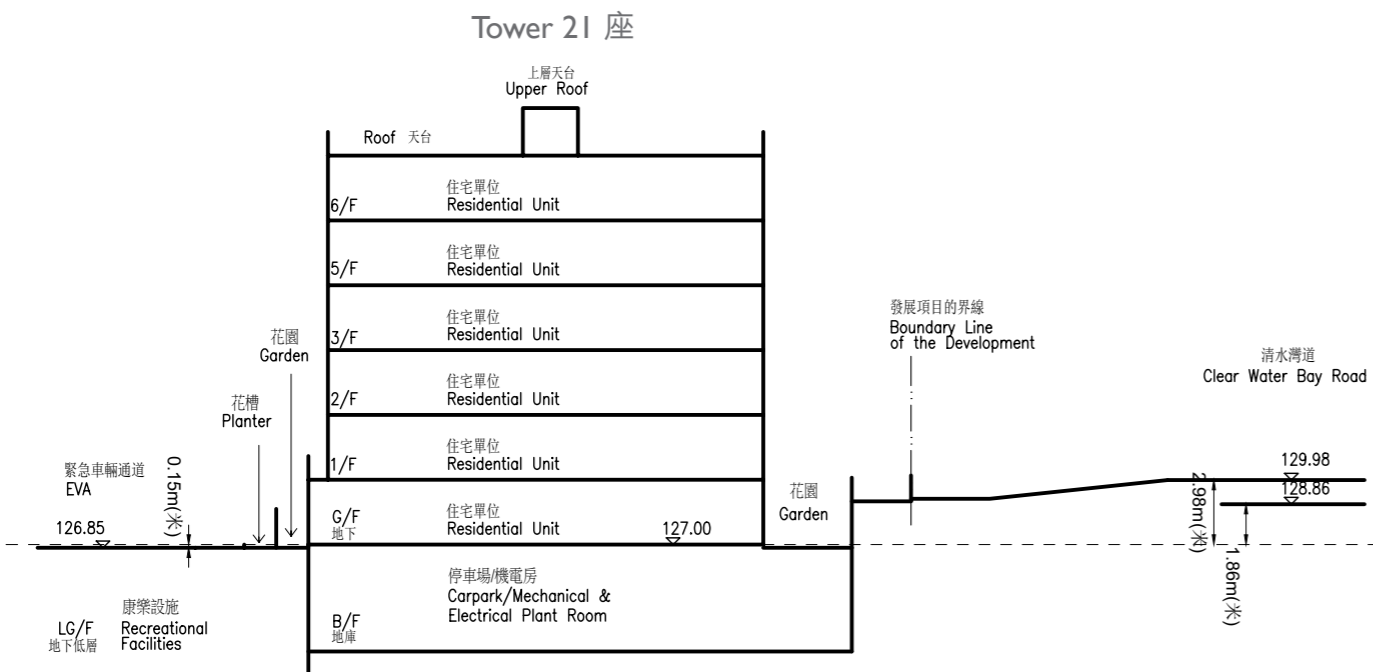 Tower 21 座
上層天台
Upper Roof
Roof 天台
住宅單位
6/F Residential Unit
住宅單位
5/F Residential Unit
住宅單位
3/F Residential Unit
住宅單位
2/F Residential Unit
住宅單位
1/F Residential Unit
住宅單位
G/F Residential Unit
地下
127.00
停車場/機電房
Carpark/Mechanical &
Electrical Plant Room
B/F
地庫
花園
Garden
花槽
Planter
緊急車輛通道
EVA
0.15m(米)
126.85
康樂設施
LG/F Recreational
地下低層 Facilities
花園
Garden
發展項目的界線
Boundary Line
of the Development
清水灣道
Clear Water Bay Road
129.98
128.86
2.98m(米)
1.86m(米)